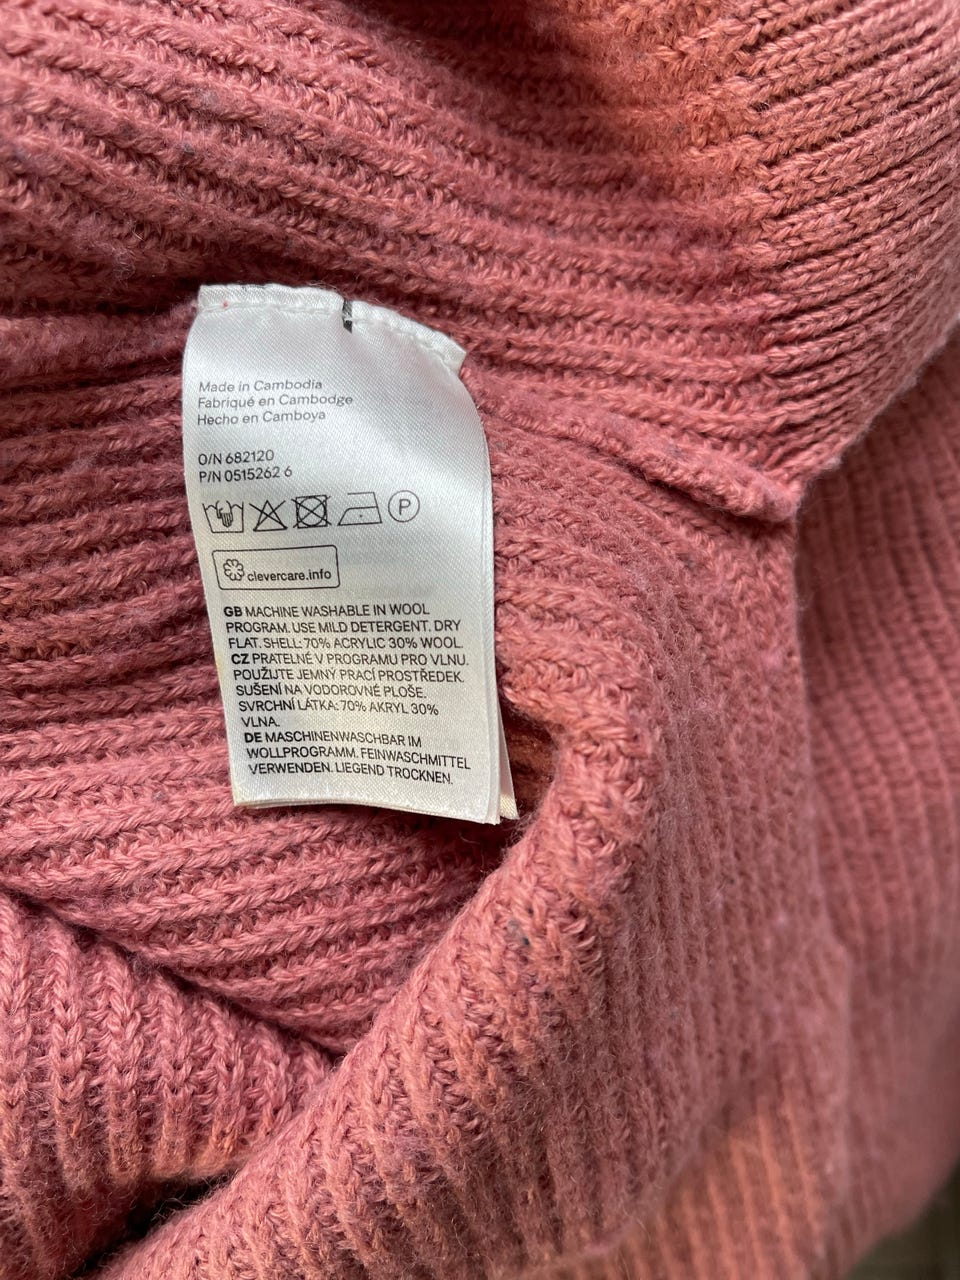 Made in Cambodia
Fabriqué en Cambodge
Hecho en Camboya
O/N 682120
P/N 0515262 6
P
clevercare.info
GB MACHINE WASHABLE IN WOOL
PROGRAM. USE MILD DETERGENT. DRY
FLAT. SHELL: 70% ACRYLIC 30% WOOL.
CZ PRATELNÉ V PROGRAMU PRO VLNU.
POUŽIJTE JEMNÝ PRACÍ PROSTŘEDEK.
SUŠENÍ NA VODOROVNÉ PLOŠE.
SVRCHNÍ LÁTKA: 70% AKRYL 30%
VLNA.
DE MASCHINENWASCHBAR IM
WOLLPROGRAMM. FEINWASCHMITTEL
VERWENDEN. LIEGEND TROCKNEN.